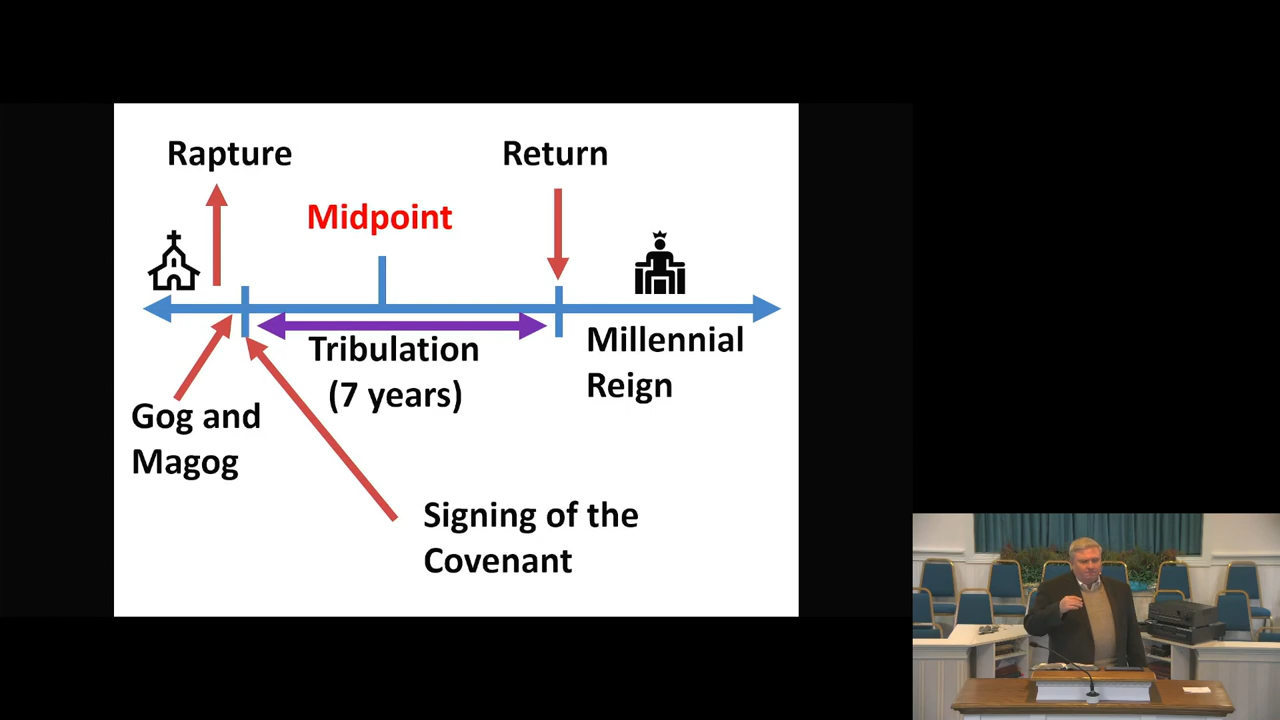 Rapture
Return
Midpoint
Tribulation
(7 years)
Millennial
Reign
Gog and
Magog
Signing of the
Covenant